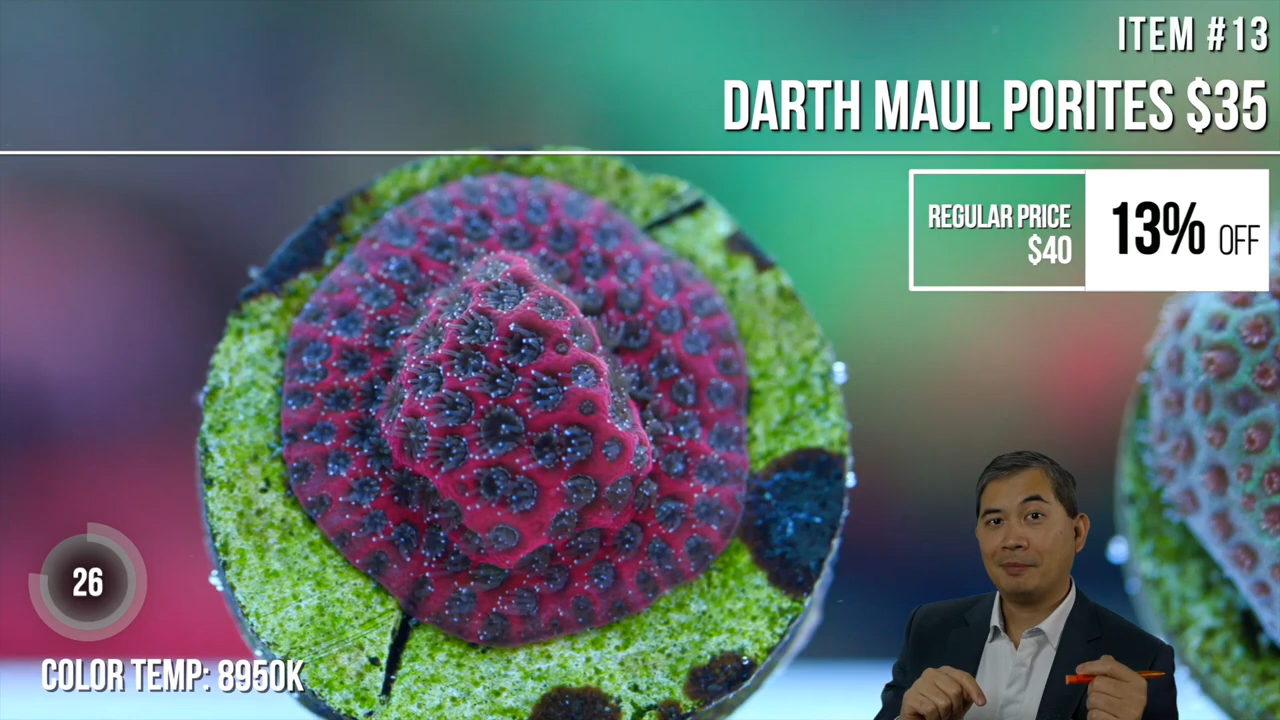 ITEM #13
DARTH MAUL PORITES $35
REGULAR PRICE
$40
13% OFF
26
COLOR TEMP: 8950K